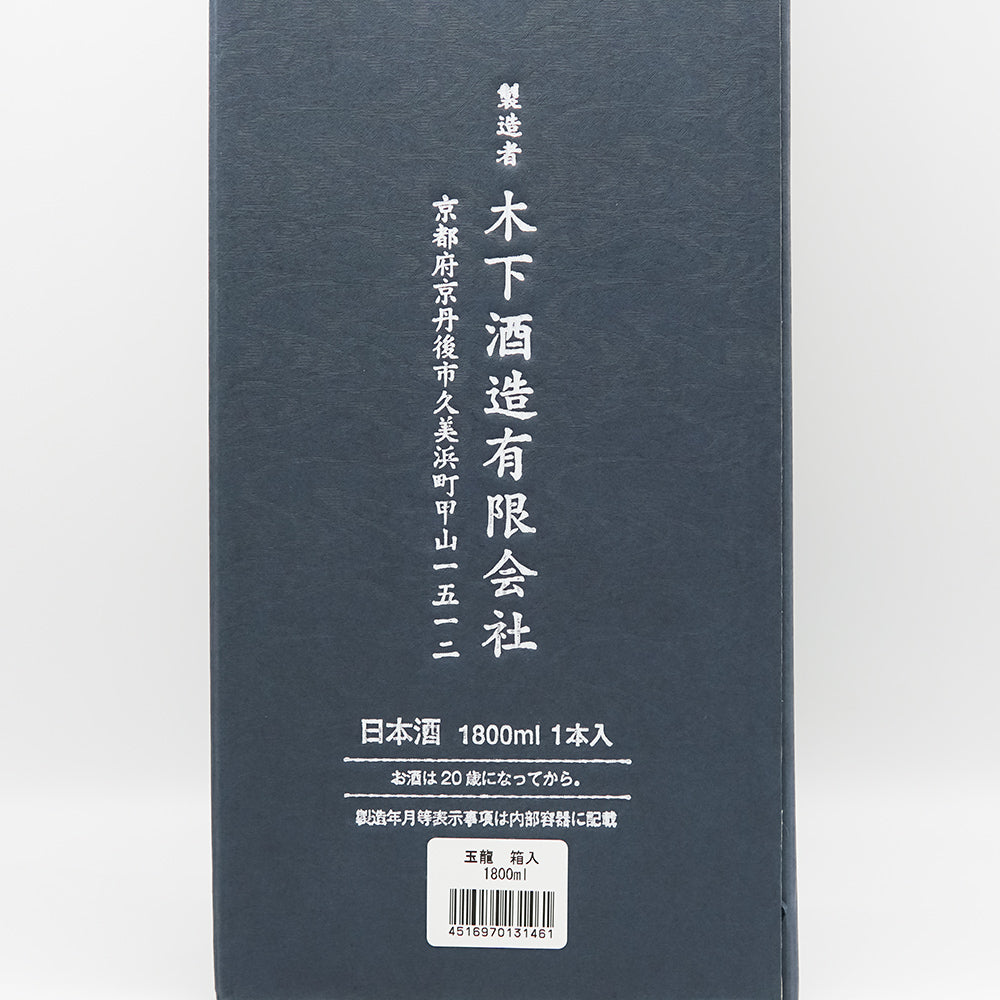 製造者 木下酒造有限会社
京都府京丹後市久美浜町甲山一五一二
日本酒 1800ml 1本入
お酒は20歳になってから。
製造年月等表示事項は内部容器に記載
玉龍 箱入
1800ml
4516970131461